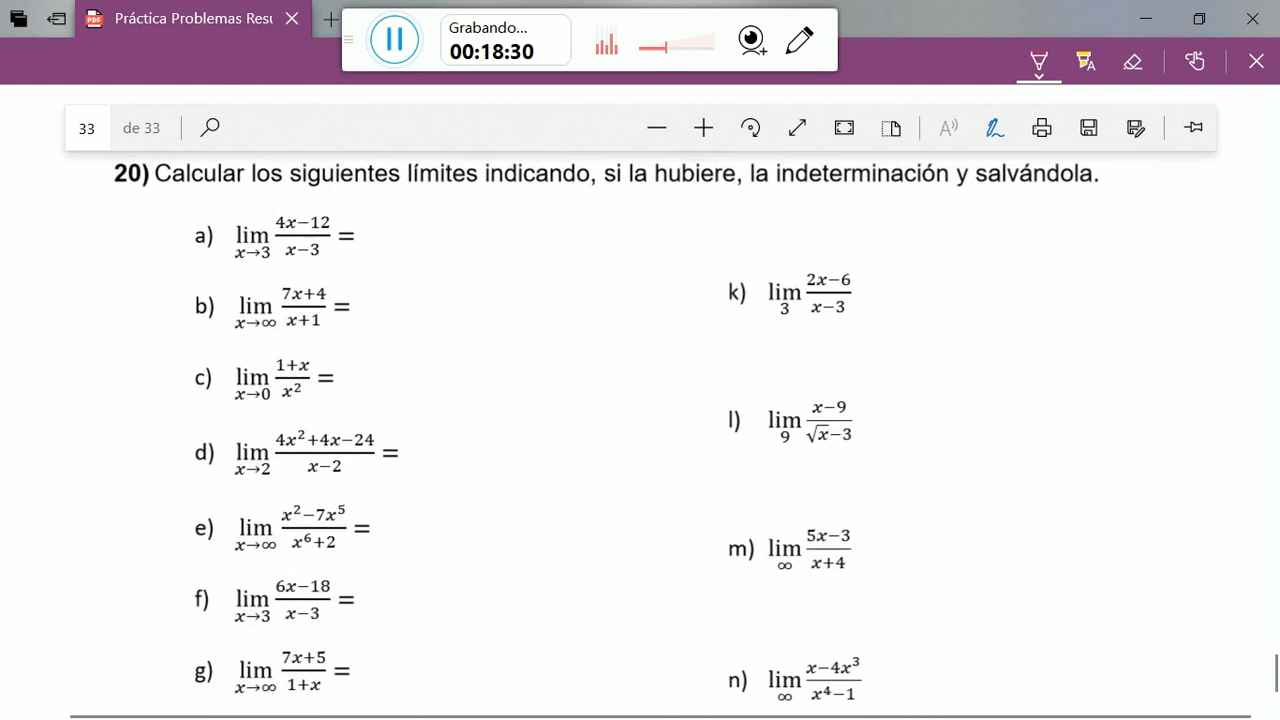 Práctica Problemas Resu
Grabando...
00:18:30
33 de 33
20) Calcular los siguientes límites indicando, si la hubiere, la indeterminación y salvándola.
a) lim x→3 (4x−12)/(x−3) =
b) lim x→∞ (7x+4)/(x+1) =
c) lim x→0 (1+x)/x² =
d) lim x→2 (4x²+4x−24)/(x−2) =
e) lim x→∞ (x²−7x⁵)/(x⁶+2) =
f) lim x→3 (6x−18)/(x−3) =
g) lim x→∞ (7x+5)/(1+x) =
k) lim 3 (2x−6)/(x−3)
l) lim 9 (x−9)/(√x−3)
m) lim ∞ (5x−3)/(x+4)
n) lim ∞ (x−4x³)/(x⁴−1)